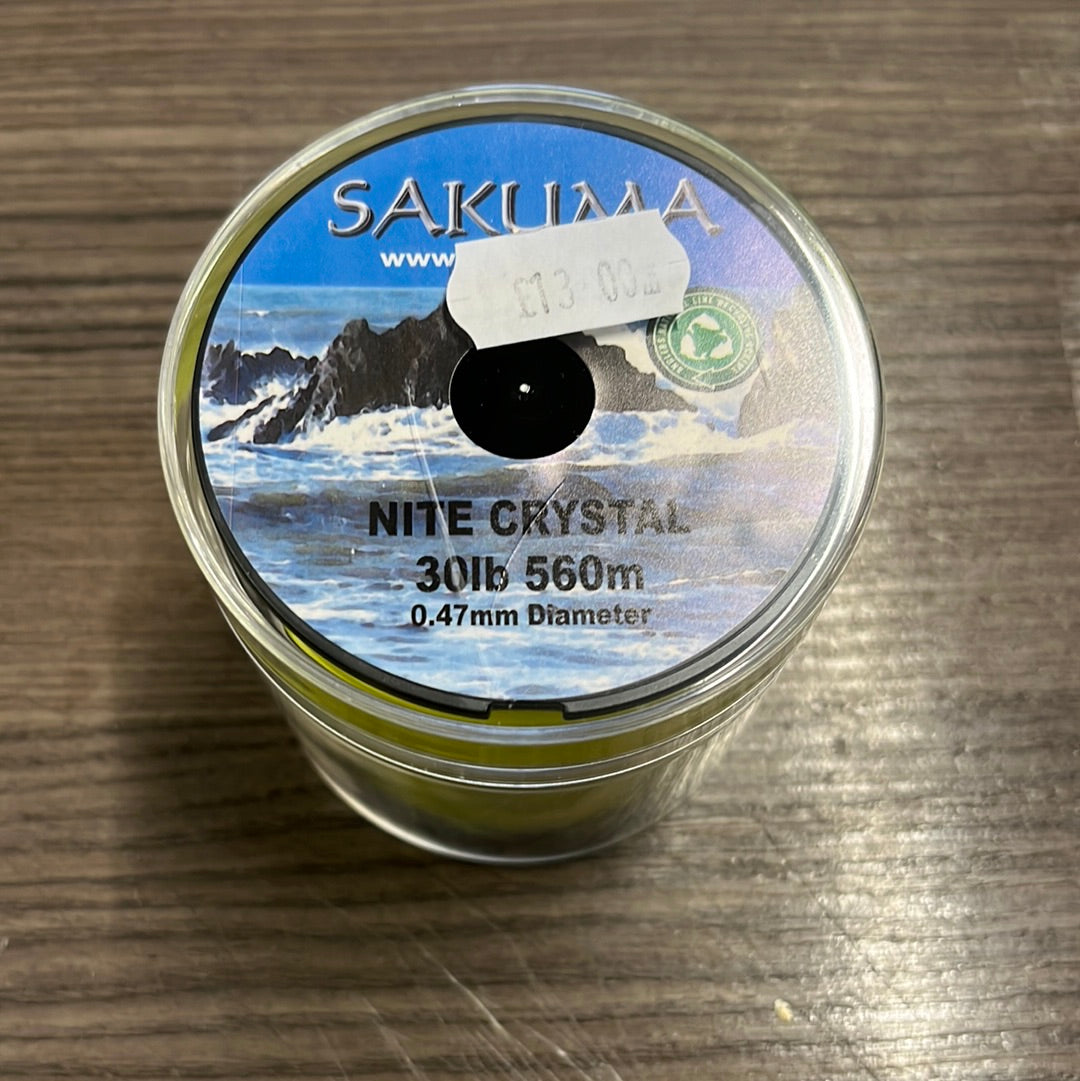 SAKUMA
www.
£13.00
NITE CRYSTAL
30lb 560m
0.47mm Diameter